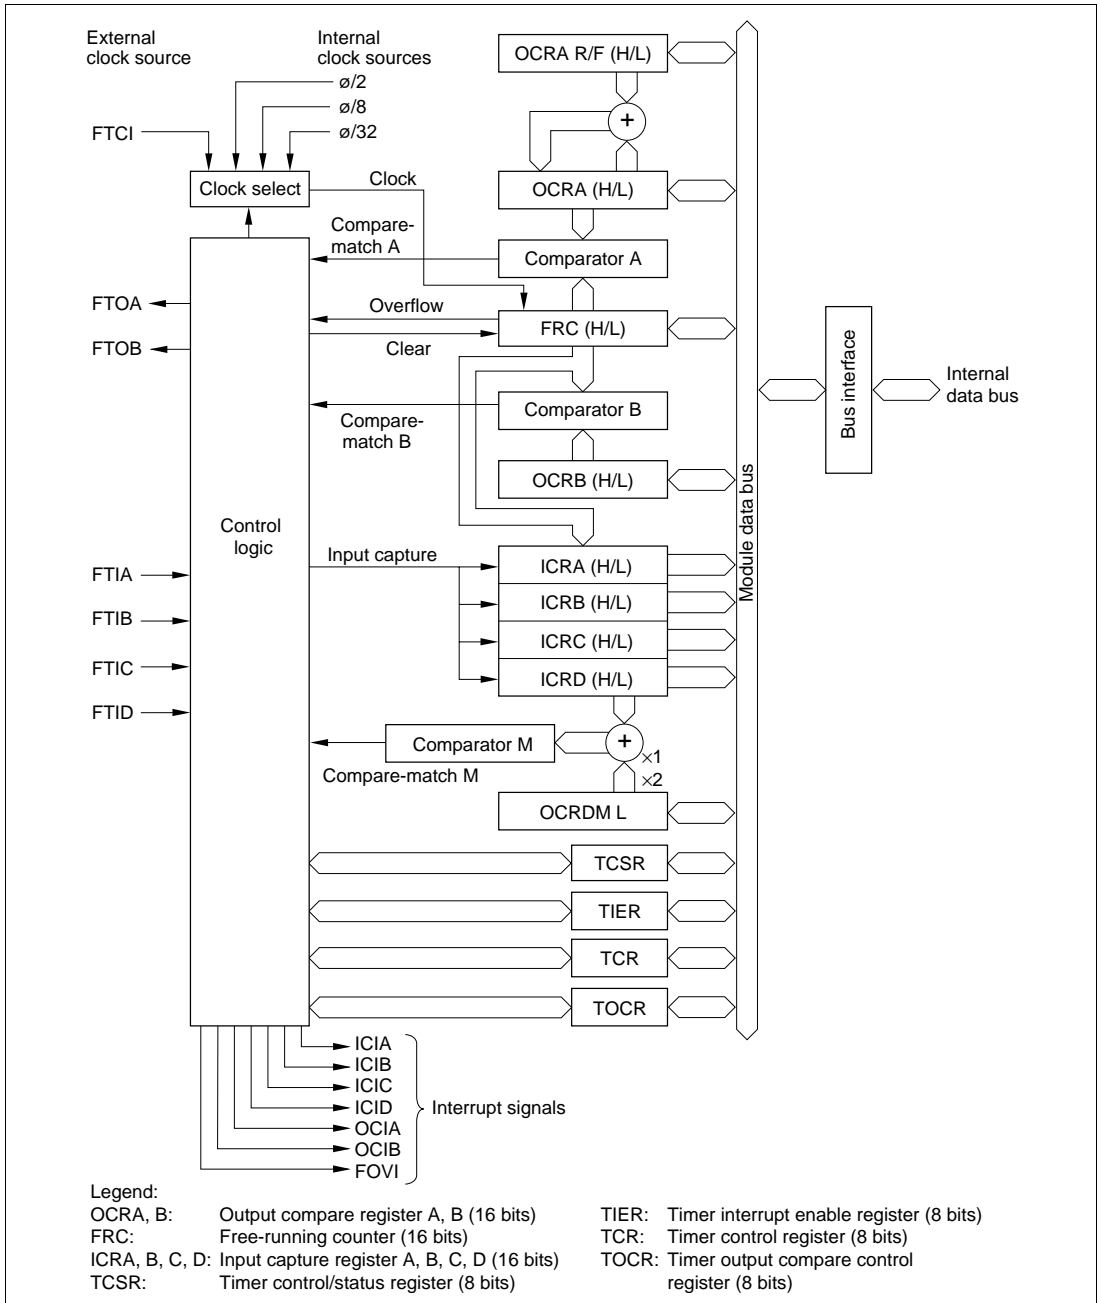 External
clock source
Internal
clock sources
ø/2
ø/8
FTCI
ø/32
Clock select
Clock
OCRA R/F (H/L)
+
OCRA (H/L)
Compare-
match A
Comparator A
FTOA
Overflow
FRC (H/L)
FTOB
Clear
Compare-
match B
Comparator B
OCRB (H/L)
Bus interface
Internal
data bus
Module data bus
Control
logic
Input capture
ICRA (H/L)
ICRB (H/L)
ICRC (H/L)
ICRD (H/L)
FTIA
FTIB
FTIC
FTID
Comparator M
+
×1
×2
Compare-match M
OCRDM L
TCSR
TIER
TCR
TOCR
ICIA
ICIB
ICIC
ICID
OCIA
OCIB
FOVI
Interrupt signals
Legend:
OCRA, B: Output compare register A, B (16 bits)
FRC: Free-running counter (16 bits)
ICRA, B, C, D: Input capture register A, B, C, D (16 bits)
TCSR: Timer control/status register (8 bits)
TIER: Timer interrupt enable register (8 bits)
TCR: Timer control register (8 bits)
TOCR: Timer output compare control
register (8 bits)